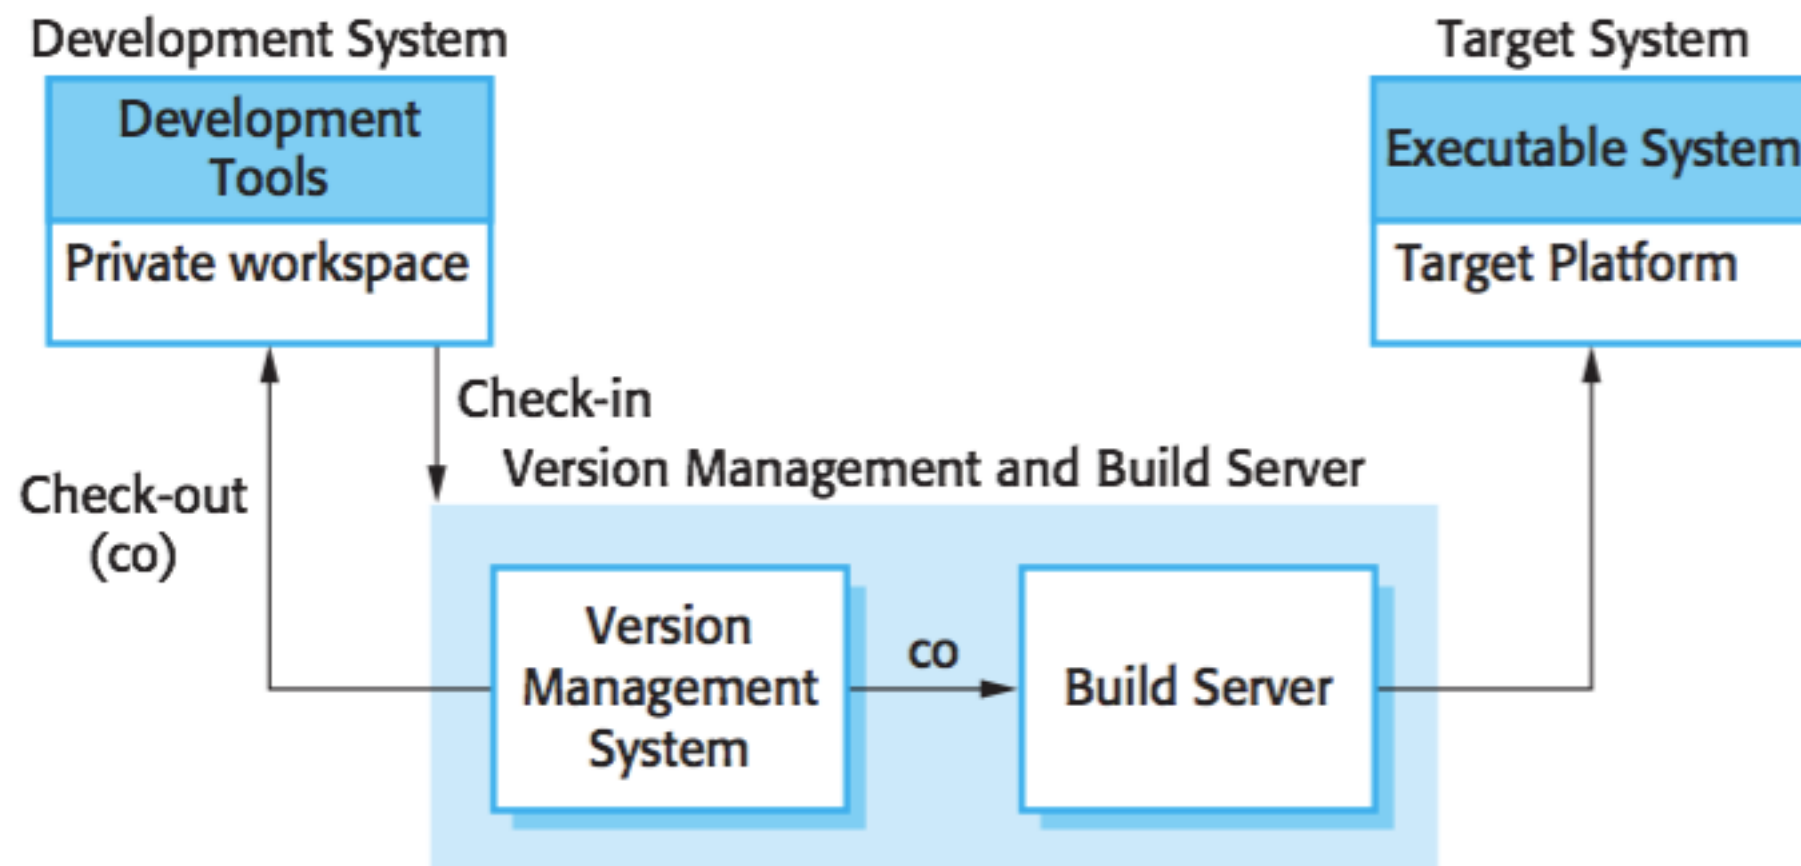 Development System
Target System
Development
Tools
Private workspace
Executable System
Target Platform
Check-in
Check-out
(co)
Version Management and Build Server
Version
Management
System
co
Build Server